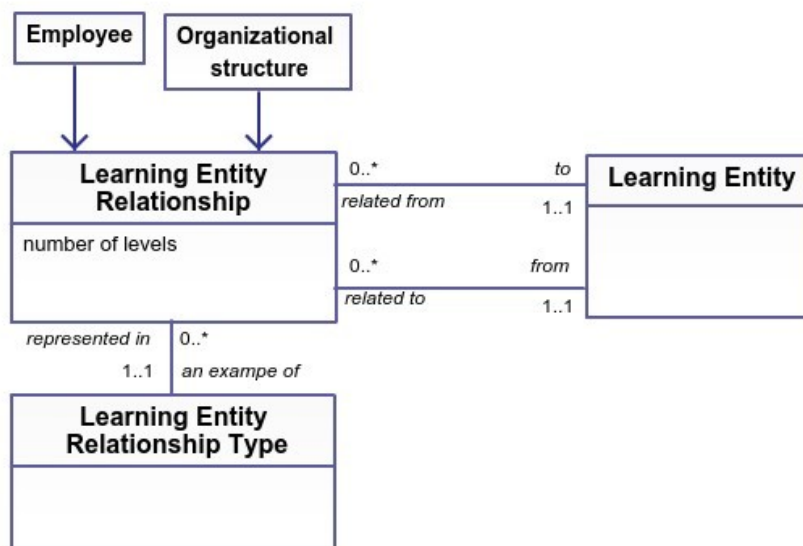 Employee
Organizational
structure
Learning Entity
Relationship
number of levels
0..*
to
related from
1..1
0..*
from
related to
1..1
Learning Entity
represented in
0..*
1..1
an exampe of
Learning Entity
Relationship Type